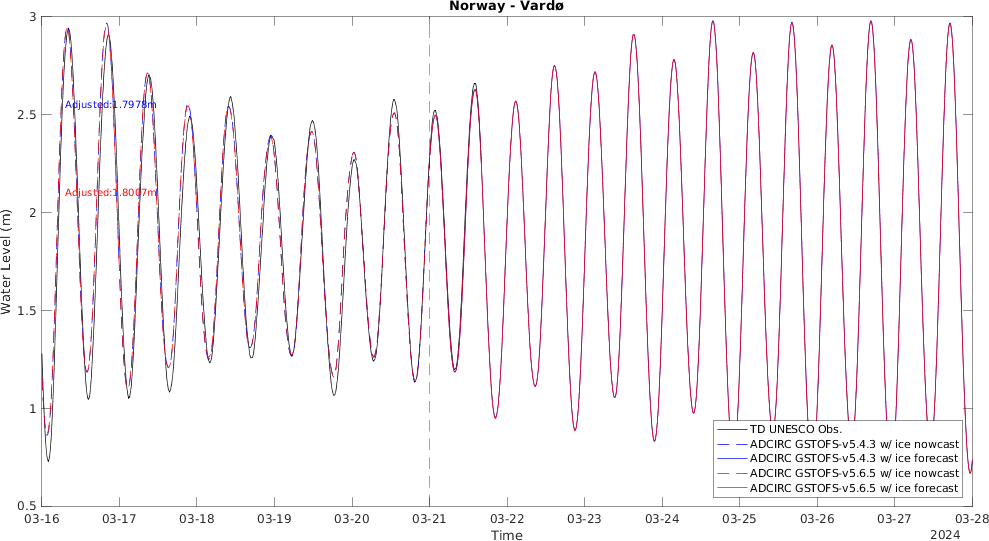 Norway - Vardø
3
2.5
2
1.5
1
0.5
Water Level (m)
Adjusted:1.7978m
Adjusted:1.8007m
TD UNESCO Obs.
ADCIRC GSTOFS-v5.4.3 w/ ice nowcast
ADCIRC GSTOFS-v5.4.3 w/ ice forecast
ADCIRC GSTOFS-v5.6.5 w/ ice nowcast
ADCIRC GSTOFS-v5.6.5 w/ ice forecast
03-16 03-17 03-18 03-19 03-20 03-21 03-22 03-23 03-24 03-25 03-26 03-27 03-28
Time
2024